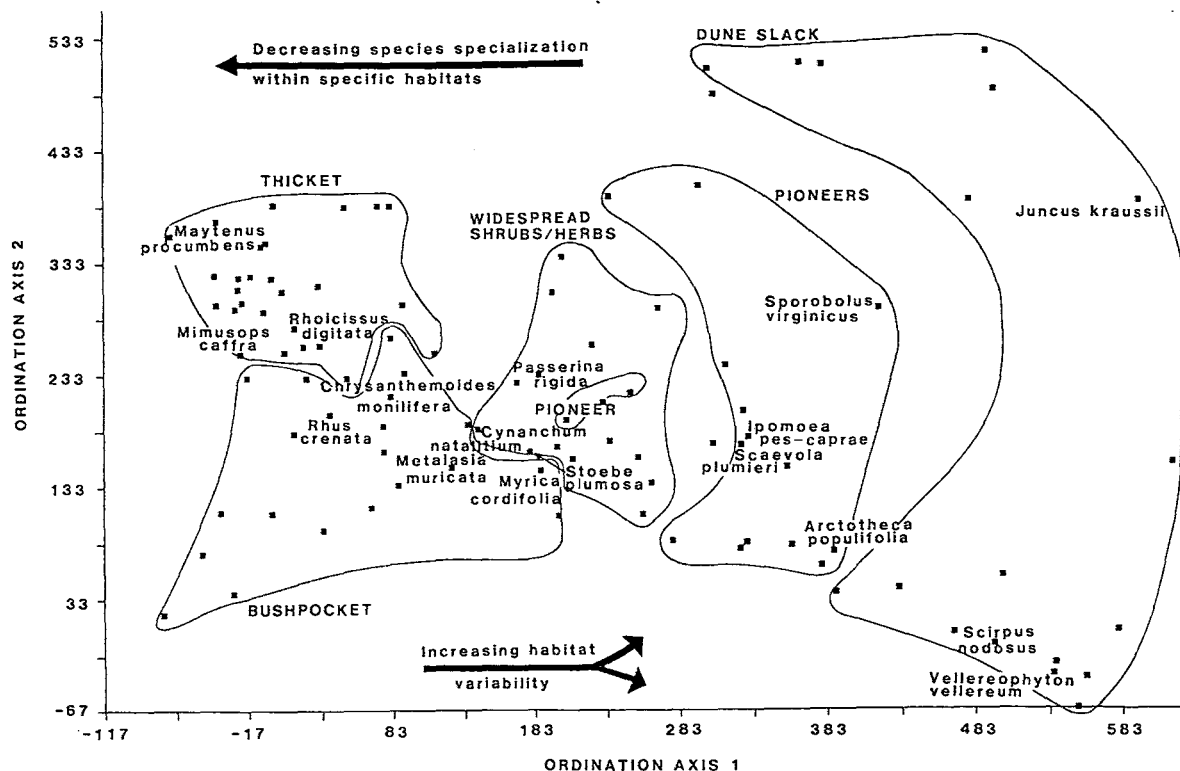 533
433
333
233
133
33
-67
ORDINATION AXIS 2
Decreasing species specialization
within specific habitats
DUNE SLACK
THICKET
Maytenus
procumbens
Mimusops
caffra
Rhoicissus
digitata
WIDESPREAD
SHRUBS/HERBS
PIONEERS
Juncus kraussii
Sporobolus
virginicus
Passerina
rigida
PIONEER
Chrysanthemoides
monilifera
Rhus
crenata
Metalasia
muricata
Cynanchum
natalitium
Myrica
cordifolia
Stoebe
plumosa
Ipomoea
pes-caprae
Scaevola
plumieri
Arctotheca
populifolia
BUSHPOCKET
Scirpus
nodosus
Vellereophyton
vellereum
Increasing habitat
variability
-117
-17
83
183
283
383
483
583
ORDINATION AXIS 1